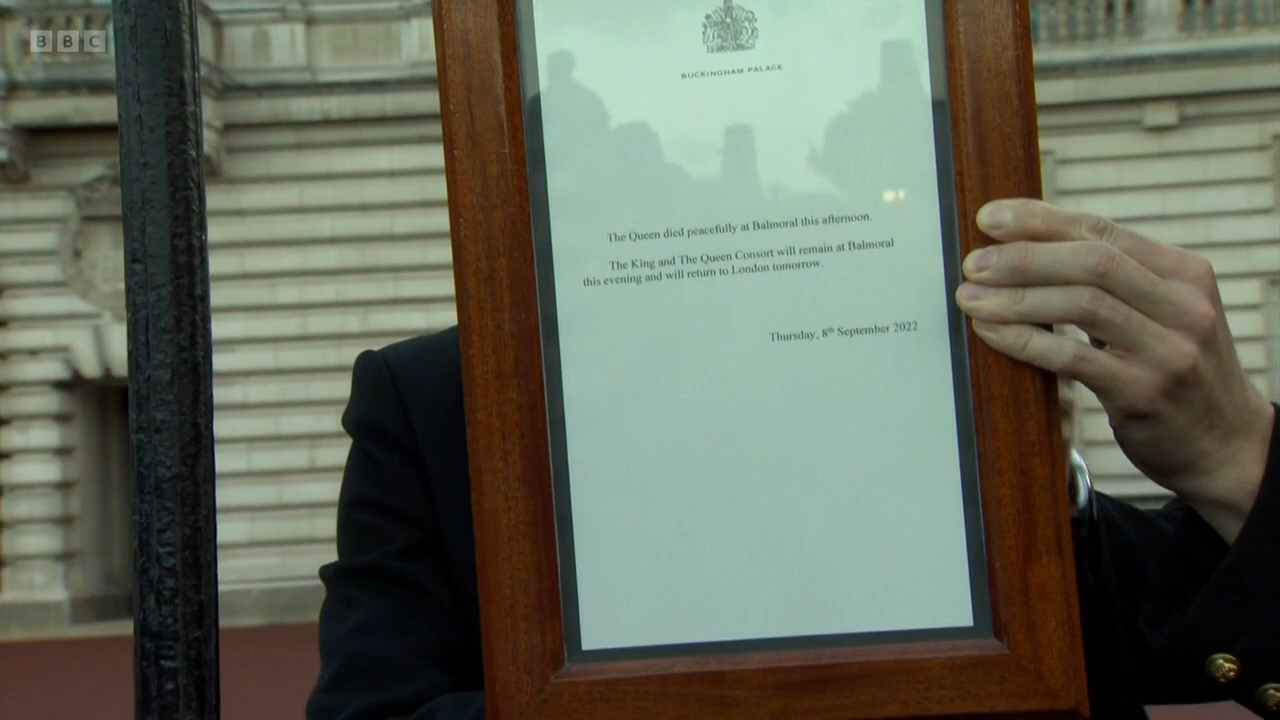 BBC
BUCKINGHAM PALACE
The Queen died peacefully at Balmoral this afternoon.
The King and The Queen Consort will remain at Balmoral
this evening and will return to London tomorrow.
Thursday, 8th September 2022